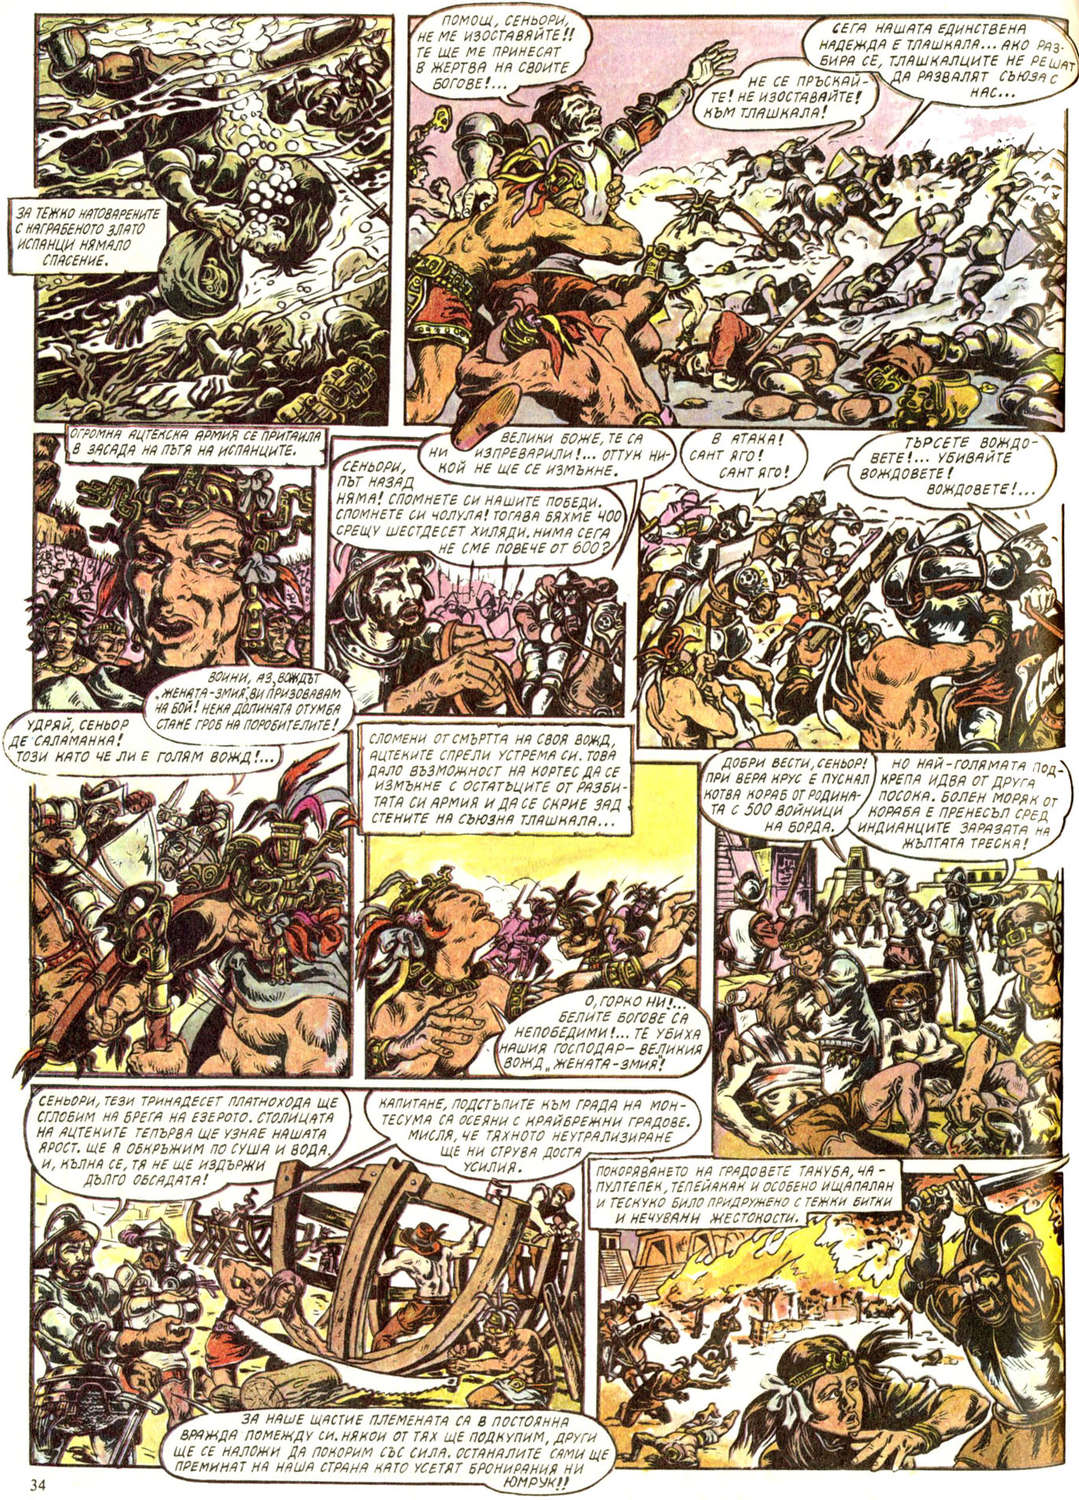 ЗА ТЕЖКО НАТОВАРЕНИТЕ
С НАГРАБЕНОТО ЗЛАТО
ИСПАНЦИ НЯМАЛО
СПАСЕНИЕ.
ПОМОЩ, СЕНЬОРИ,
НЕ МЕ ИЗОСТАВЯЙТЕ!!
ТЕ ЩЕ МЕ ПРИНЕСАТ
В ЖЕРТВА НА СВОИТЕ
БОГОВЕ!...
НЕ СЕ ПРЪСКАЙ-
ТЕ! НЕ ИЗОСТАВАЙТЕ!
КЪМ ТЛАШКАЛА!
СЕГА НАШАТА ЕДИНСТВЕНА
НАДЕЖДА Е ТЛАШКАЛА... АКО РАЗ-
БИРА СЕ, ТЛАШКАЛЦИТЕ НЕ РЕШАТ
ДА РАЗВАЛЯТ СЪЮЗА С
НАС...
ОГРОМНА АЦТЕКСКА АРМИЯ СЕ ПРИТАИЛА
В ЗАСАДА НА ПЪТЯ НА ИСПАНЦИТЕ.
ВОИНИ, АЗ, ВОЖДЪТ
„ЖЕНАТА-ЗМИЯ“, ВИ ПРИЗОВАВАМ
НА БОЙ! НЕКА ДОЛИНАТА ОТУМБА
СТАНЕ ГРОБ НА ПОРОБИТЕЛИТЕ!
ВЕЛИКИ БОЖЕ, ТЕ СА
НИ ИЗПРЕВАРИЛИ!... ОТТУК НИ-
КОЙ НЕ ЩЕ СЕ ИЗМЪКНЕ.
СЕНЬОРИ,
ПЪТ НАЗАД
НЯМА! СПОМНЕТЕ СИ НАШИТЕ ПОБЕДИ.
СПОМНЕТЕ СИ ЧОЛУЛА! ТОГАВА БЯХМЕ 400
СРЕЩУ ШЕСТДЕСЕТ ХИЛЯДИ. НИМА СЕГА
НЕ СМЕ ПОВЕЧЕ ОТ 600?
В АТАКА!
САНТ ЯГО!
САНТ ЯГО!
ТЪРСЕТЕ ВОЖДО-
ВЕТЕ!... УБИВАЙТЕ
ВОЖДОВЕТЕ!
ВОЖДОВЕТЕ!...
УДРЯЙ, СЕНЬОР
ДЕ САЛАМАНКА!
ТОЗИ КАТО ЧЕ ЛИ Е ГОЛЯМ ВОЖД!...
СЛОМЕНИ ОТ СМЪРТТА НА СВОЯ ВОЖД,
АЦТЕКИТЕ СПРЕЛИ УСТРЕМА СИ. ТОВА
ДАЛО ВЪЗМОЖНОСТ НА КОРТЕС ДА СЕ
ИЗМЪКНЕ С ОСТАТЪЦИТЕ ОТ РАЗБИ-
ТАТА СИ АРМИЯ И ДА СЕ СКРИЕ ЗАД
СТЕНИТЕ НА СЪЮЗНА ТЛАШКАЛА...
О, ГОРКО НИ!...
БЕЛИТЕ БОГОВЕ СА
НЕПОБЕДИМИ!... ТЕ УБИХА
НАШИЯ ГОСПОДАР – ВЕЛИКИЯ
ВОЖД „ЖЕНАТА-ЗМИЯ“!
ДОБРИ ВЕСТИ, СЕНЬОР!
ПРИ ВЕРА КРУС Е ПУСНАЛ
КОТВА КОРАБ ОТ РОДИНА-
ТА С 500 ВОЙНИЦИ
НА БОРДА.
НО НАЙ-ГОЛЯМАТА ПОД-
КРЕПА ИДВА ОТ ДРУГА
ПОСОКА. БОЛЕН МОРЯК ОТ
КОРАБА Е ПРЕНЕСЪЛ СРЕД
ИНДИАНЦИТЕ ЗАРАЗАТА НА
ЖЪЛТАТА ТРЕСКА!
СЕНЬОРИ, ТЕЗИ ТРИНАДЕСЕТ ПЛАТНОХОДА ЩЕ
СГЛОБИМ НА БРЕГА НА ЕЗЕРОТО. СТОЛИЦАТА
НА АЦТЕКИТЕ ТЕПЪРВА ЩЕ УЗНАЕ НАШАТА
ЯРОСТ. ЩЕ Я ОБКРЪЖИМ ПО СУША И ВОДА.
И, КЪЛНА СЕ, ТЯ НЕ ЩЕ ИЗДЪРЖИ
ДЪЛГО ОБСАДАТА!
КАПИТАНЕ, ПОДСТЪПИТЕ КЪМ ГРАДА НА МОН-
ТЕСУМА СА ОСЕЯНИ С КРАЙБРЕЖНИ ГРАДОВЕ.
МИСЛЯ, ЧЕ ТЯХНОТО НЕУТРАЛИЗИРАНЕ
ЩЕ НИ СТРУВА ДОСТА
УСИЛИЯ.
ЗА НАШЕ ЩАСТИЕ ПЛЕМЕНАТА СА В ПОСТОЯННА
ВРАЖДА ПОМЕЖДУ СИ. НЯКОИ ОТ ТЯХ ЩЕ ПОДКУПИМ, ДРУГИ
ЩЕ СЕ НАЛОЖИ ДА ПОКОРИМ СЪС СИЛА. ОСТАНАЛИТЕ САМИ ЩЕ
ПРЕМИНАТ НА НАША СТРАНА КАТО УСЕТЯТ БРОНИРАНИЯ НИ
ЮМРУК!!
ПОКОРЯВАНЕТО НА ГРАДОВЕТЕ ТАКУБА, ЧА-
ПУЛТЕПЕК, ТЕПЕЙАКАК И ОСОБЕНО ИЩАПАЛАН
И ТЕСКУКО БИЛО ПРИДРУЖЕНО С ТЕЖКИ БИТКИ
И НЕЧУВАНИ ЖЕСТОКОСТИ.
34